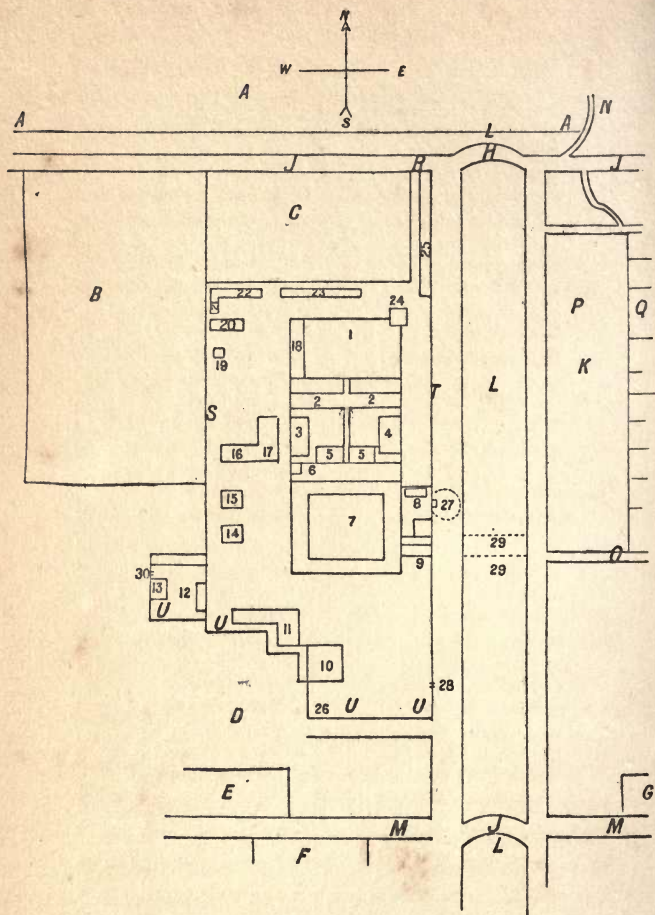 N
W E
S
A
A L A N
J R H J
C
B
25
P Q
21 22 23
24
20 18 1
K
19
2 2 T L
S 3 4
16 17 5 5
6
15 7 8 27
14 29
9 29 O
30
13 12
U U
11
10
28
26 U U
D
E G
M J M
F L